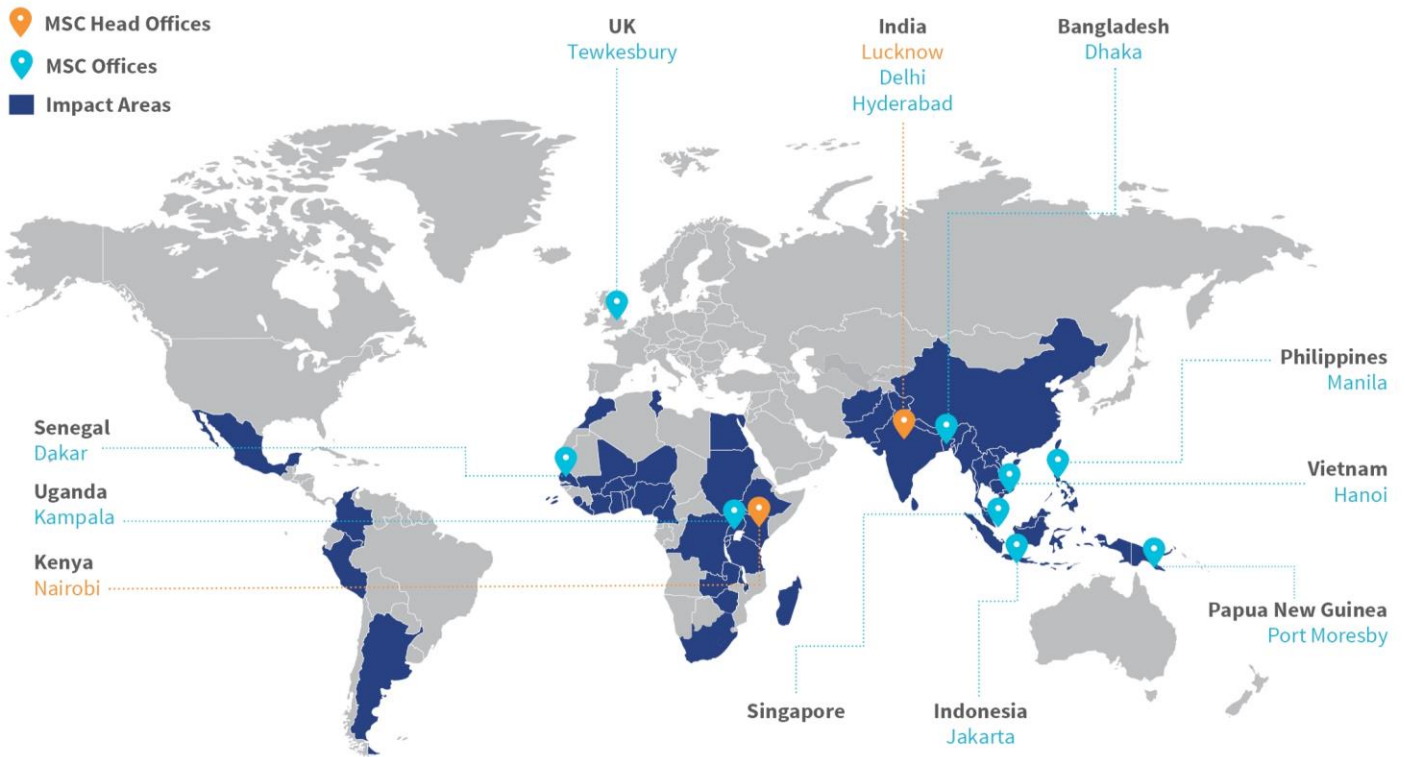 MSC Head Offices
MSC Offices
Impact Areas
UK
Tewkesbury
India
Lucknow
Delhi
Hyderabad
Bangladesh
Dhaka
Philippines
Manila
Senegal
Dakar
Vietnam
Hanoi
Uganda
Kampala
Kenya
Nairobi
Papua New Guinea
Port Moresby
Singapore
Indonesia
Jakarta